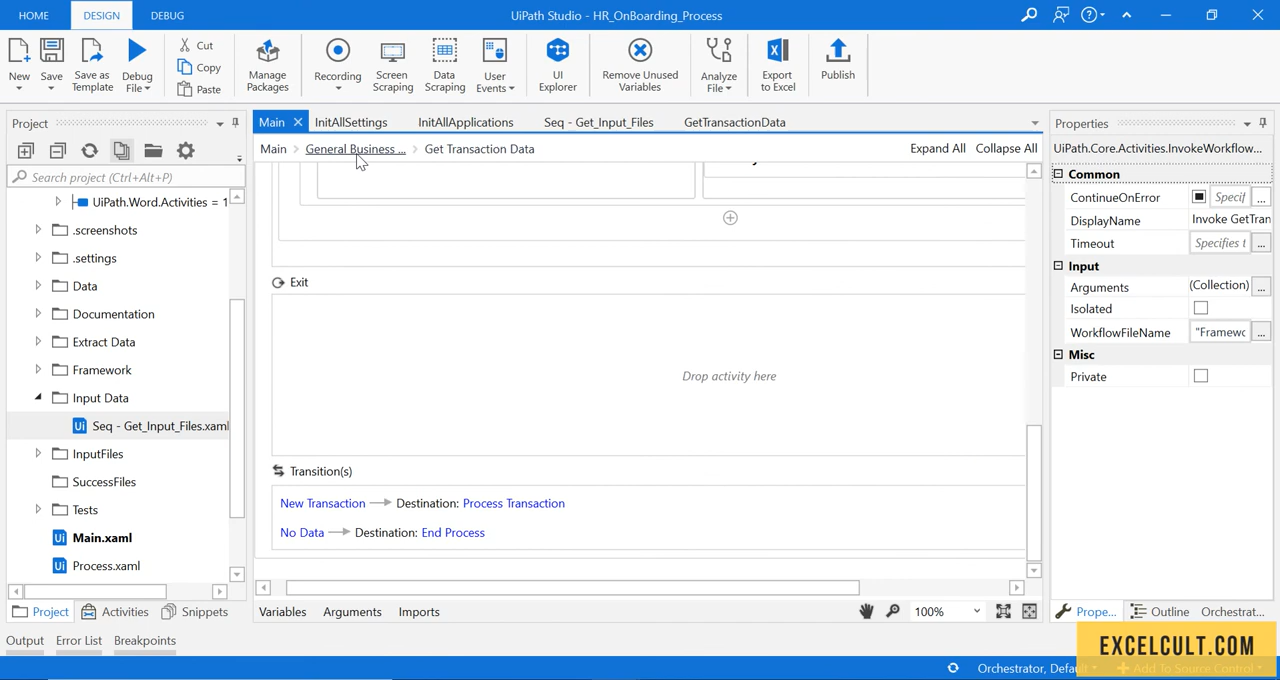 HOME DESIGN DEBUG UiPath Studio - HR_OnBoarding_Process
New Save Save as Template Debug File Cut Copy Paste Manage Packages Recording Screen Scraping Data Scraping User Events UI Explorer Remove Unused Variables Analyze File Export to Excel Publish
Project
Search project (Ctrl+Alt+P)
UiPath.Word.Activities = 1
.screenshots
.settings
Data
Documentation
Extract Data
Framework
Input Data
Seq - Get_Input_Files.xaml
InputFiles
SuccessFiles
Tests
Main.xaml
Process.xaml
Project Activities Snippets
Main InitAllSettings InitAllApplications Seq - Get_Input_Files GetTransactionData
Main General Business ... Get Transaction Data Expand All Collapse All
Exit
Drop activity here
Transition(s)
New Transaction Destination: Process Transaction
No Data Destination: End Process
Variables Arguments Imports 100%
Properties
UiPath.Core.Activities.InvokeWorkflow...
Common
ContinueOnError Specif ...
DisplayName Invoke GetTran
Timeout Specifies t ...
Input
Arguments (Collection) ...
Isolated
WorkflowFileName "Framewc ...
Misc
Private
Prope... Outline Orchestrat...
Output Error List Breakpoints
Orchestrator, Default Add To Source Control
EXCELCULT.COM